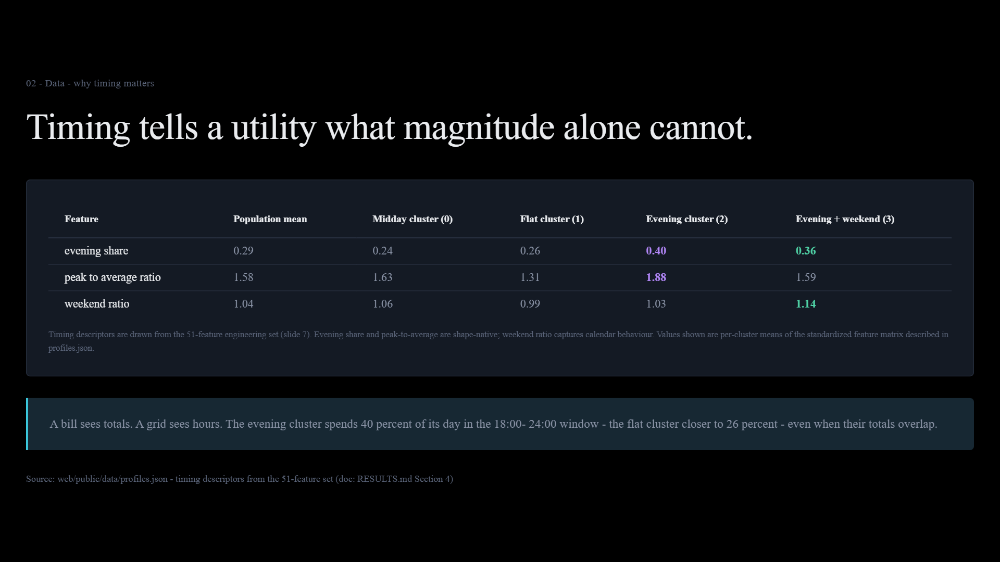 02 - Data - why timing matters
Timing tells a utility what magnitude alone cannot.
Feature Population mean Midday cluster (0) Flat cluster (1) Evening cluster (2) Evening + weekend (3)
evening share 0.29 0.24 0.26 0.40 0.36
peak to average ratio 1.58 1.63 1.31 1.88 1.59
weekend ratio 1.04 1.06 0.99 1.03 1.14
Timing descriptors are drawn from the 51-feature engineering set (slide 7). Evening share and peak-to-average are shape-native; weekend ratio captures calendar behaviour. Values shown are per-cluster means of the standardized feature matrix described in
profiles.json.
A bill sees totals. A grid sees hours. The evening cluster spends 40 percent of its day in the 18:00- 24:00 window - the flat cluster closer to 26 percent - even when their totals overlap.
Source: web/public/data/profiles.json - timing descriptors from the 51-feature set (doc: RESULTS.md Section 4)